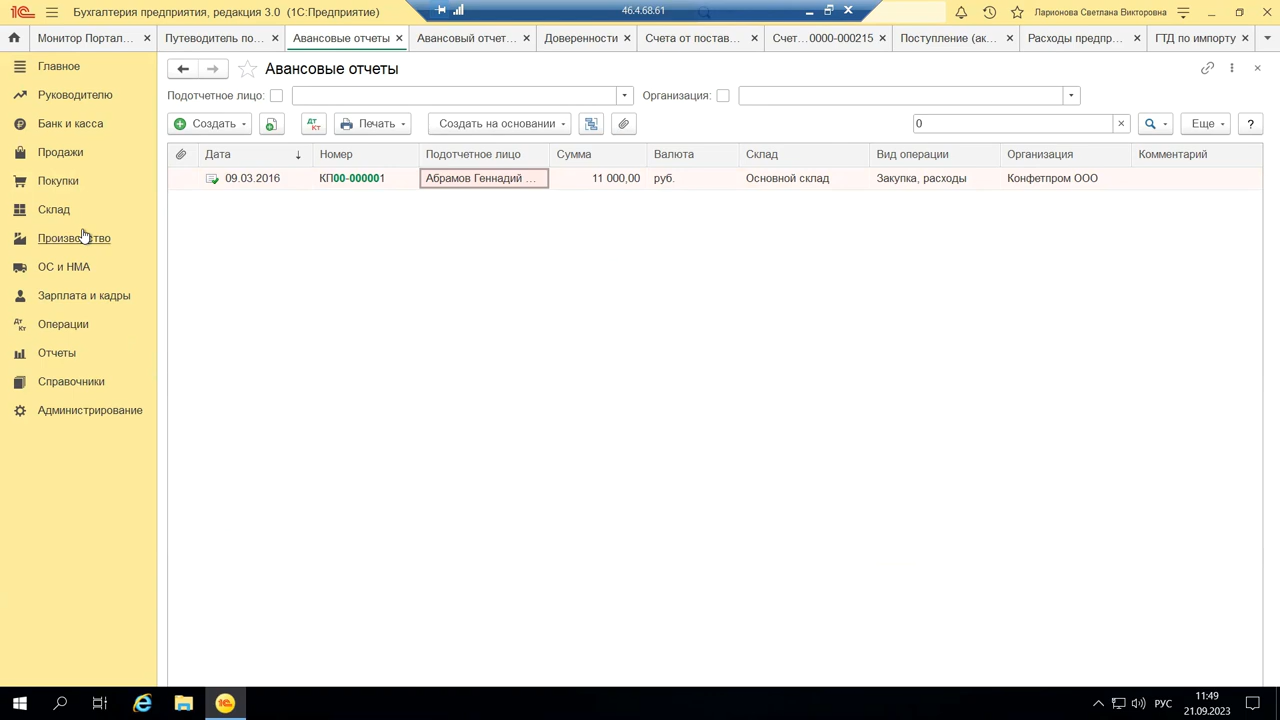 Бухгалтерия предприятия, редакция 3.0 (1С:Предприятие)
46.4.68.61
Ларионова Светлана Викторовна
Монитор Портал...
Путеводитель по...
Авансовые отчеты
Авансовый отчет...
Доверенности
Счета от постав...
Счет...0000-000215
Поступление (ак...
Расходы предпр...
ГТД по импорту
Главное
Руководителю
Банк и касса
Продажи
Покупки
Склад
Производство
ОС и НМА
Зарплата и кадры
Операции
Отчеты
Справочники
Администрирование
Авансовые отчеты
Подотчетное лицо:
Организация:
Создать
Дт
Кт
Печать
Создать на основании
0
Еще
?
Дата
Номер
Подотчетное лицо
Сумма
Валюта
Склад
Вид операции
Организация
Комментарий
09.03.2016
КП00-000001
Абрамов Геннадий ...
11 000,00
руб.
Основной склад
Закупка, расходы
Конфетпром ООО
РУС
11:49
21.09.2023